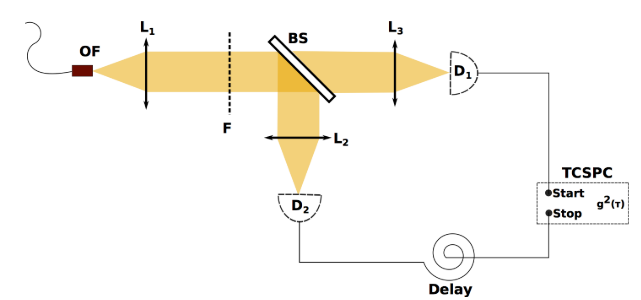 L₁
OF
BS
L₃
D₁
F
L₂
D₂
TCSPC
Start
g²(τ)
Stop
Delay